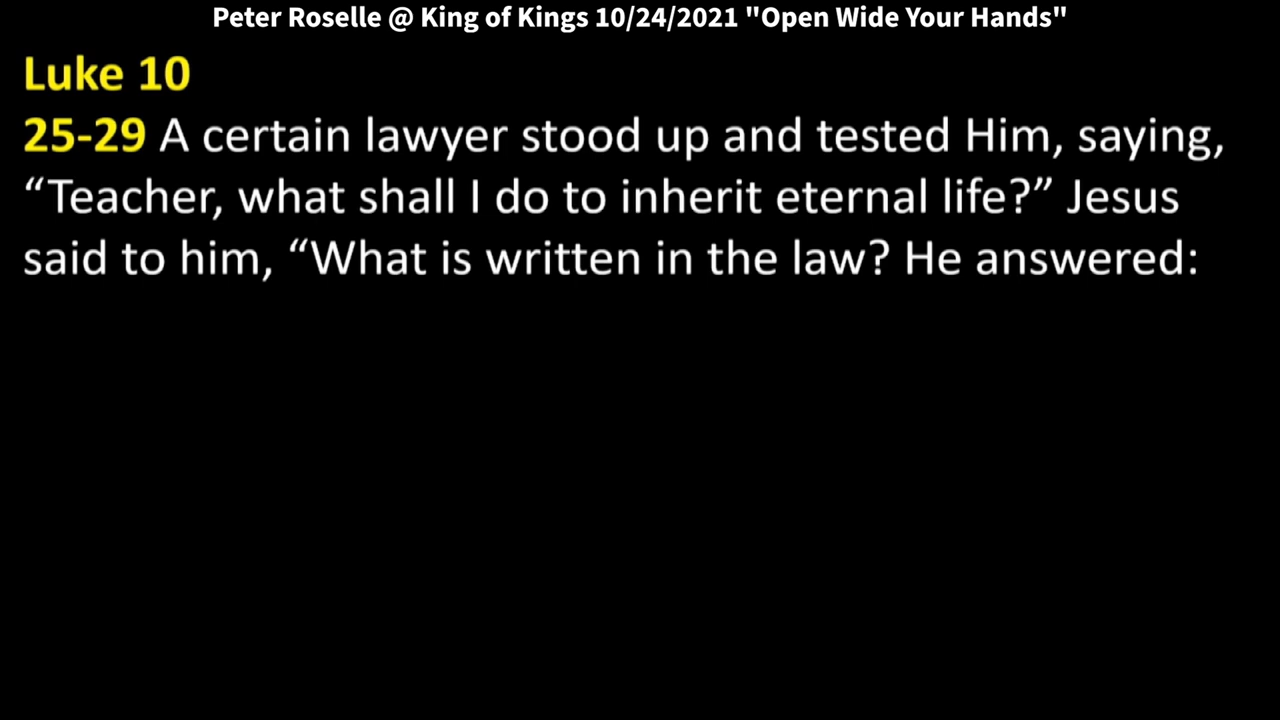 Peter Roselle @ King of Kings 10/24/2021 "Open Wide Your Hands"
Luke 10
25-29 A certain lawyer stood up and tested Him, saying,
“Teacher, what shall I do to inherit eternal life?” Jesus
said to him, “What is written in the law? He answered: